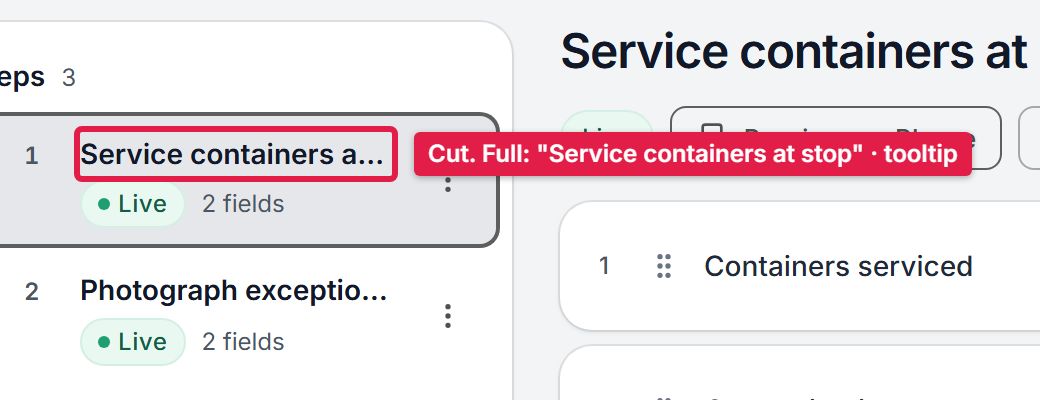 eps 3
1 Service containers a...
Live 2 fields
2 Photograph exceptio...
Live 2 fields
Service containers at
Cut. Full: "Service containers at stop" · tooltip
1 Containers serviced